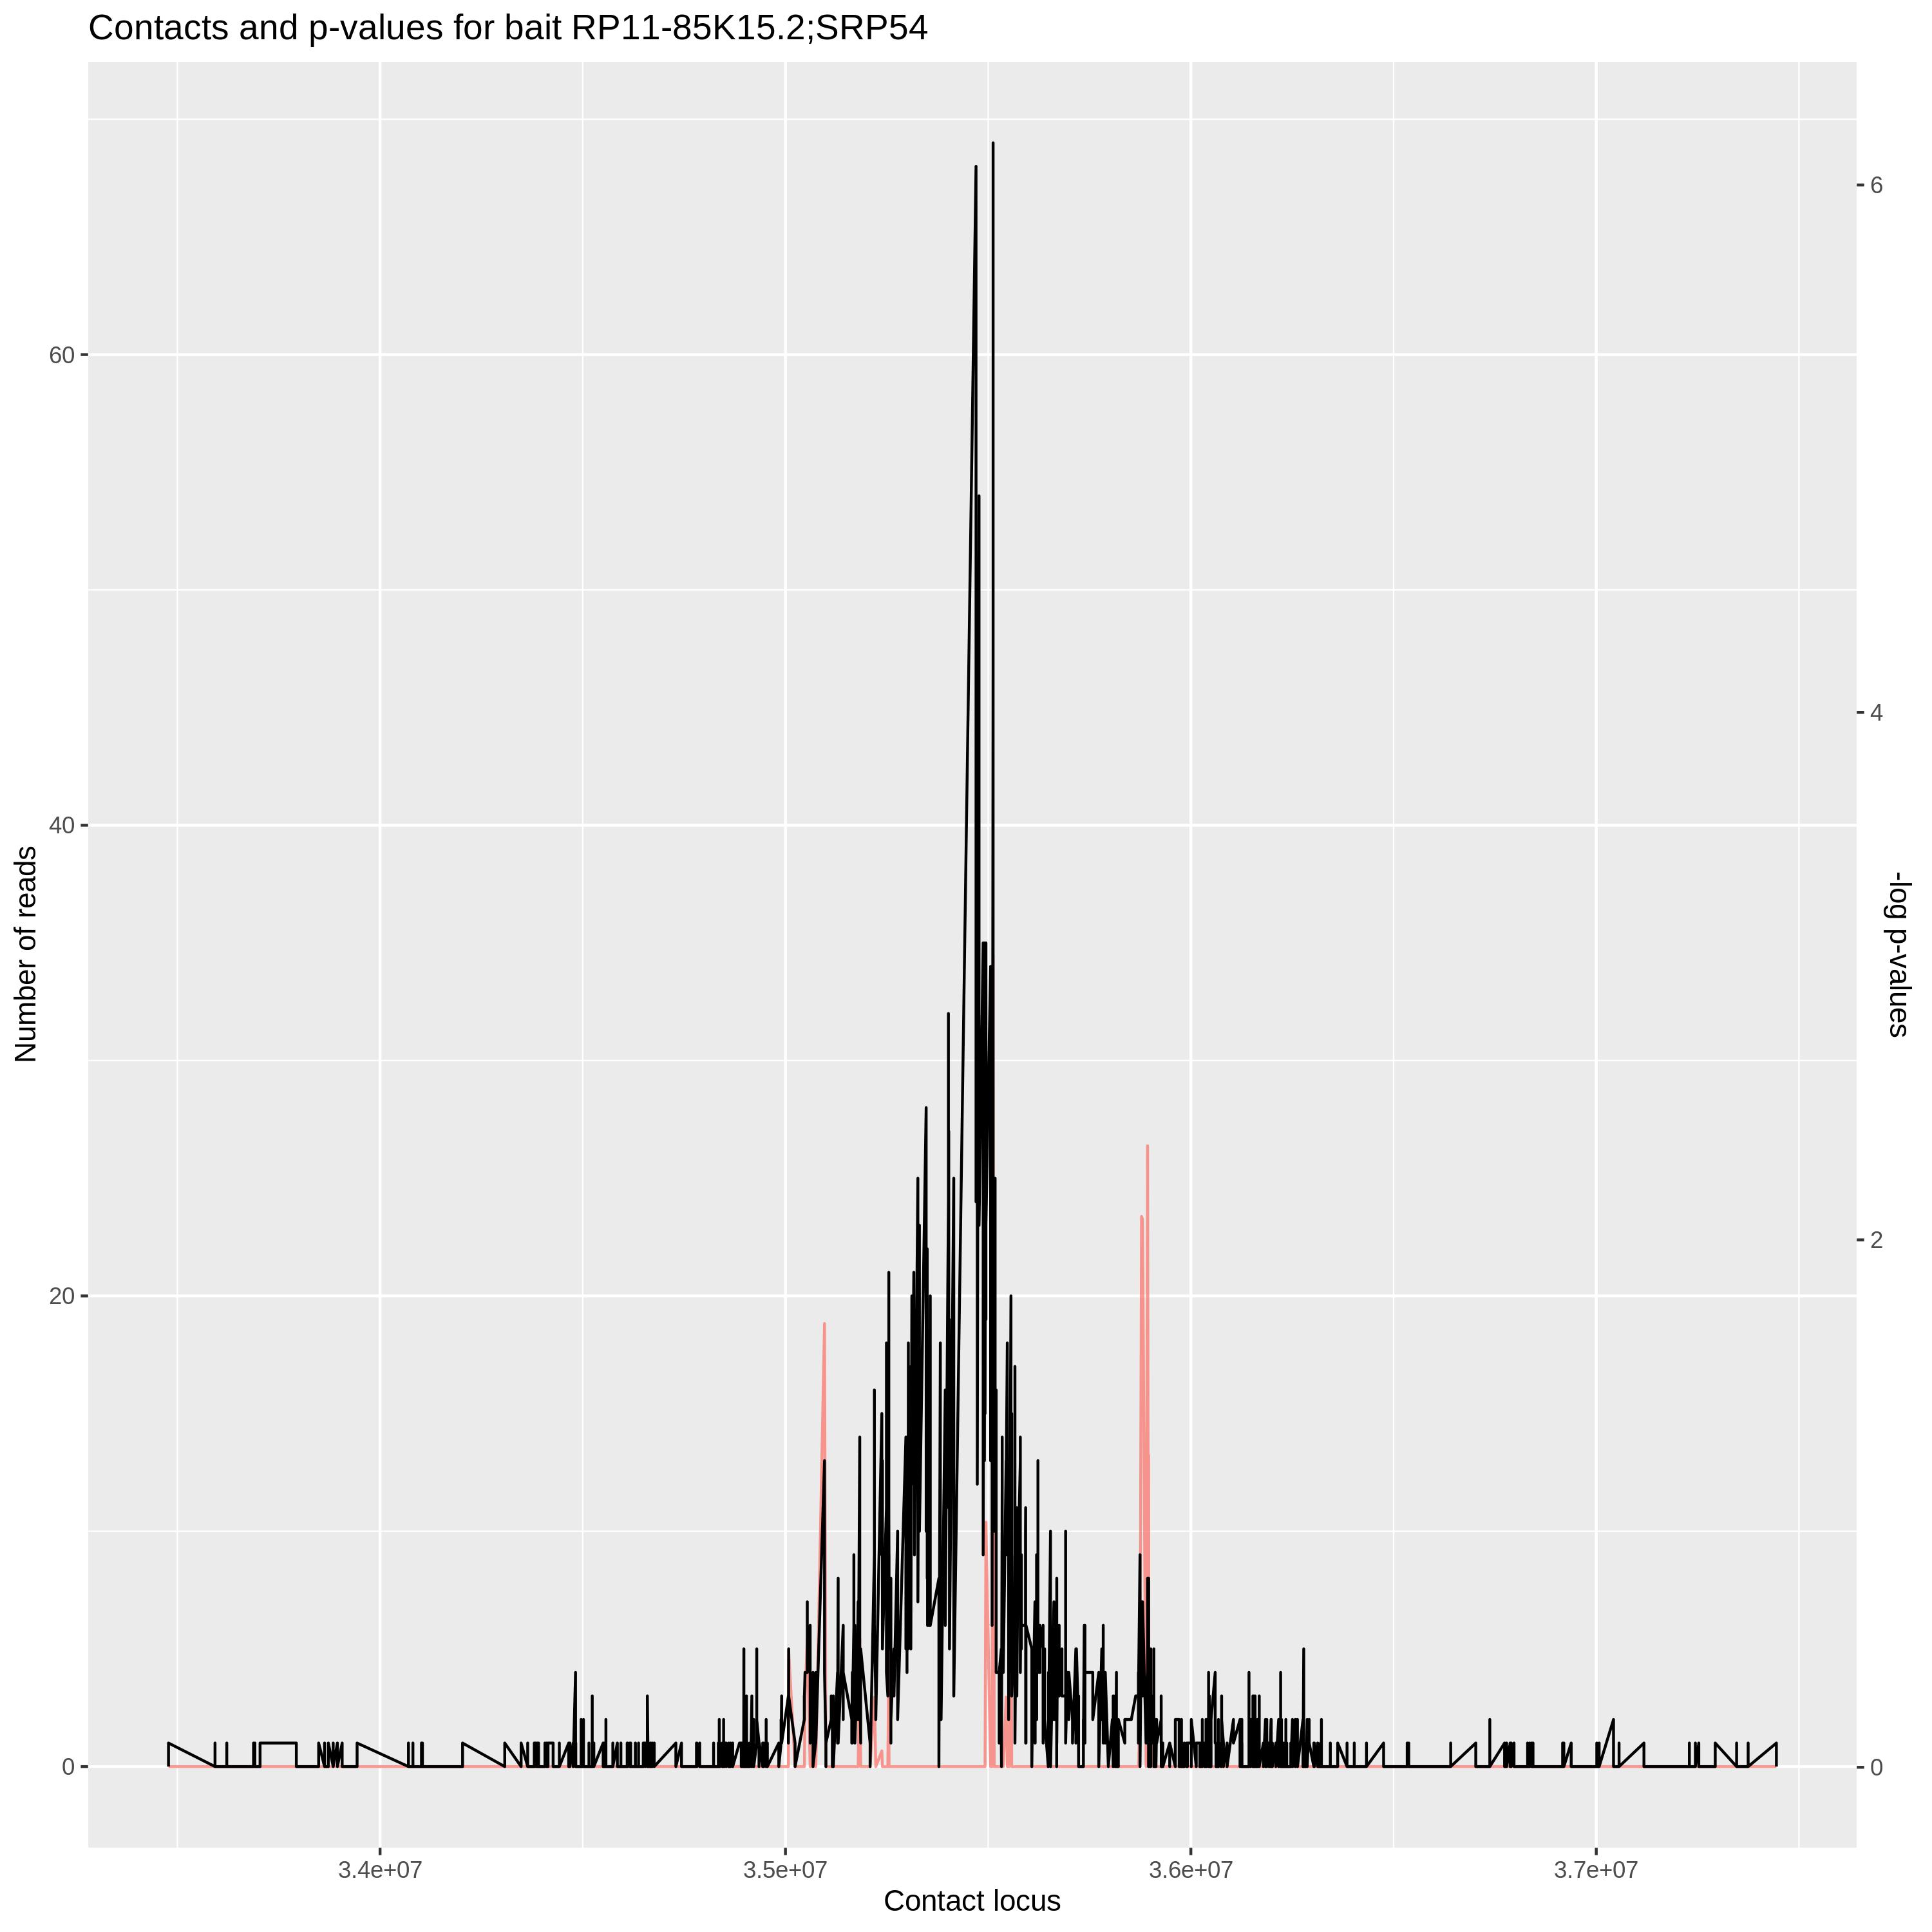 Contacts and p-values for bait RP11-85K15.2;SRP54
6
60
4
40
Number of reads
-log p-values
2
20
0
0
3.4e+07 3.5e+07 3.6e+07 3.7e+07
Contact locus